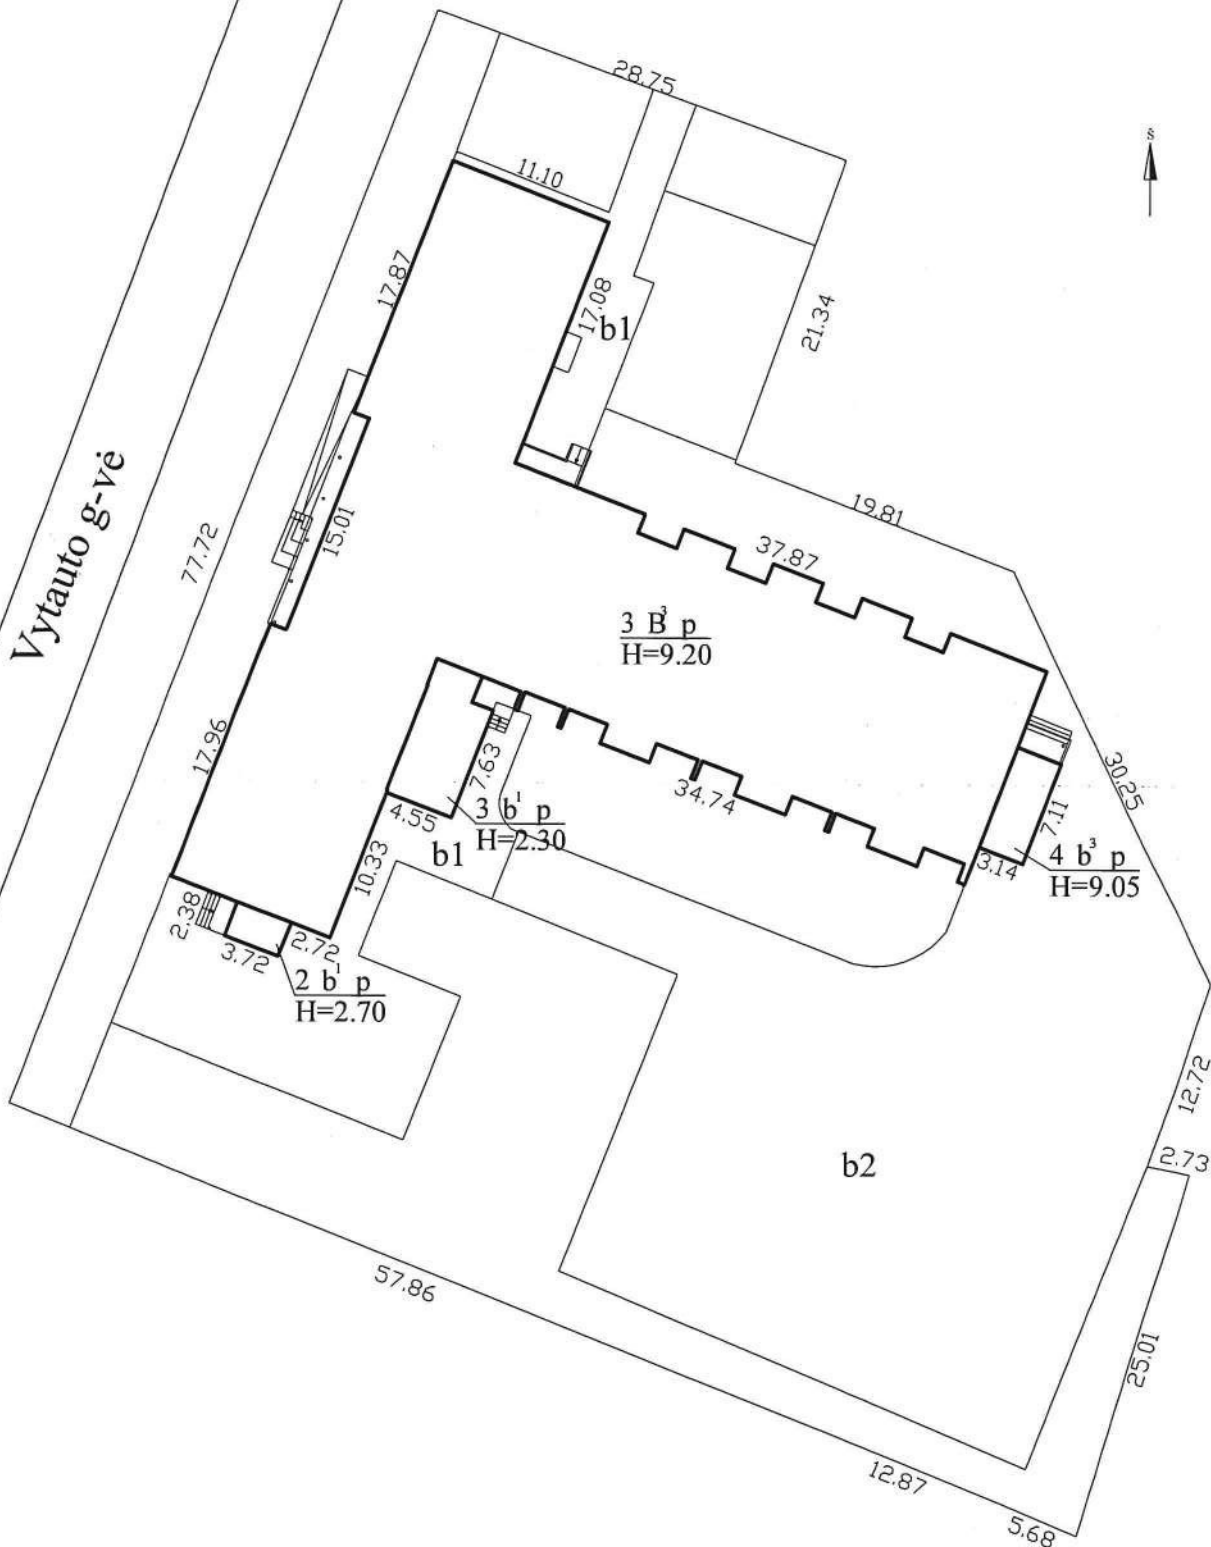 28.75
š
11.10
17.87
17.08
b1
21.34
Vytauto g-vė
77.72
15.01
19.81
37.87
3 B³ p
H=9.20
17.96
7.63
34.74
30.25
4.55
3 b¹ p
H=2.30
b1
10.33
7.11
3.14
4 b³ p
H=9.05
2.38
3.72
2.72
2 b¹ p
H=2.70
12.72
b2
2.73
57.86
25.01
12.87
5.68